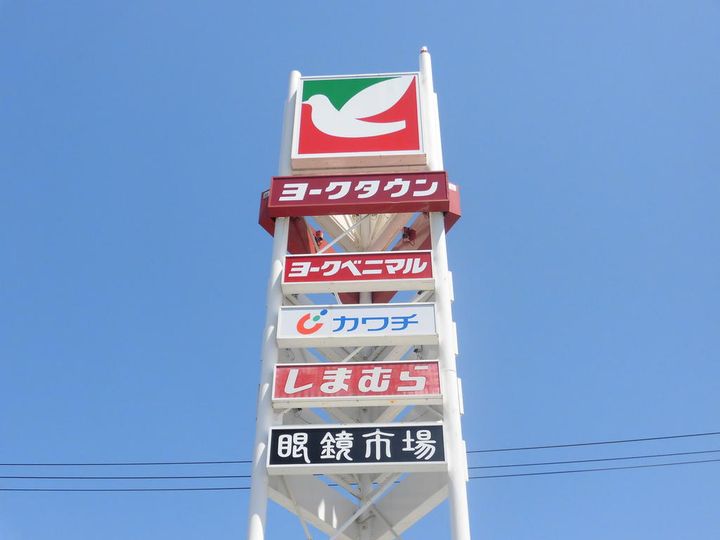 ヨークタウン
ヨークベニマル
カワチ
しまむら
眼鏡市場